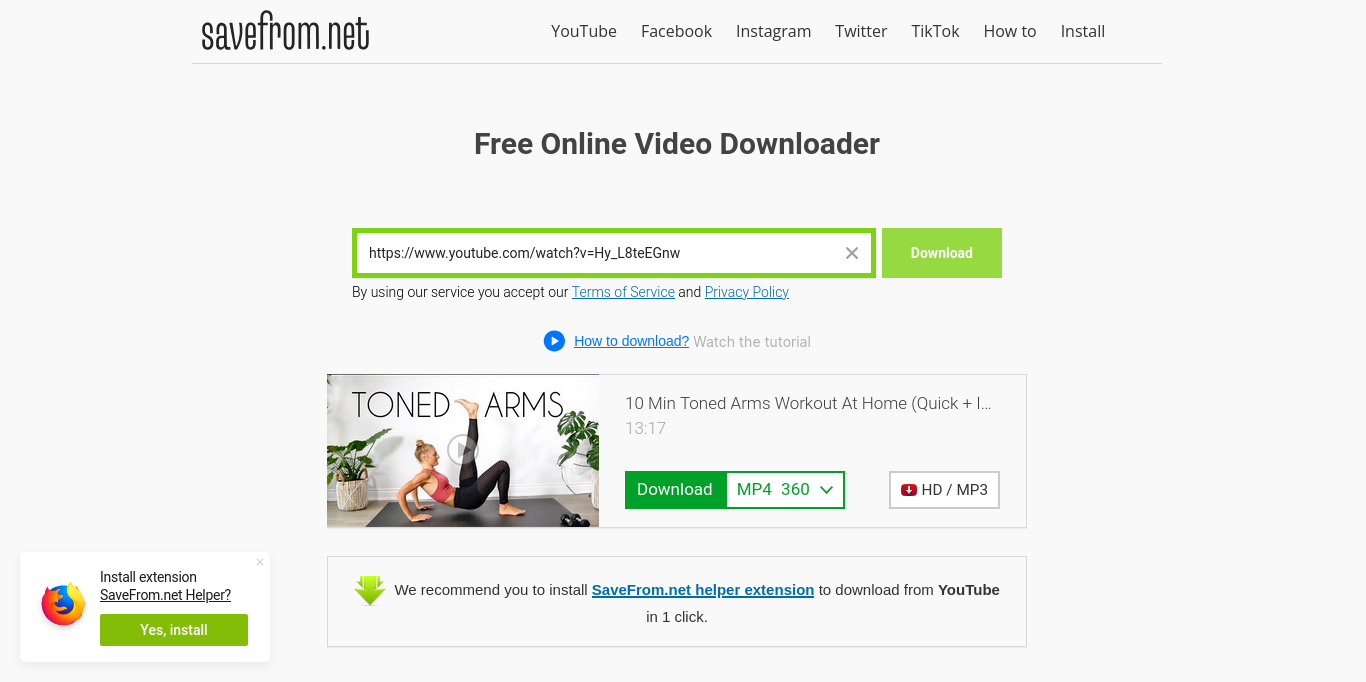 savefrom.net
YouTube Facebook Instagram Twitter TikTok How to Install
Free Online Video Downloader
https://www.youtube.com/watch?v=Hy_L8teEGnw
Download
By using our service you accept our Terms of Service and Privacy Policy
How to download? Watch the tutorial
TONED ARMS
10 Min Toned Arms Workout At Home (Quick + I...
13:17
Download MP4 360
HD / MP3
We recommend you to install SaveFrom.net helper extension to download from YouTube
in 1 click.
Install extension
SaveFrom.net Helper?
Yes, install